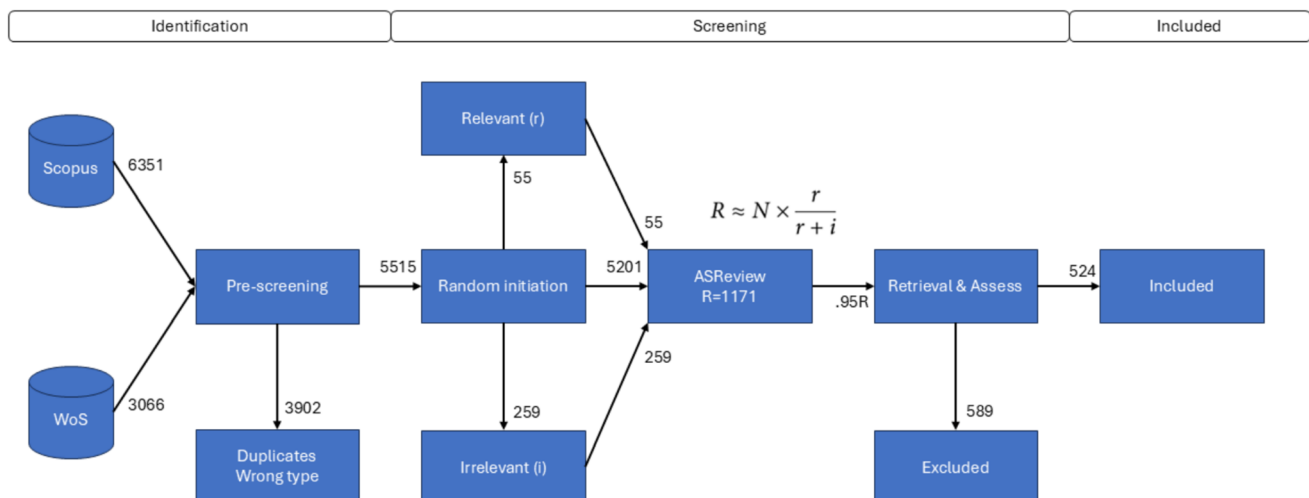 Identification
Screening
Included
Relevant (r)
Scopus
6351
55
55
R ≈ N × r / (r + i)
Pre-screening
5515
Random initiation
5201
ASReview
R=1171
.95R
Retrieval & Assess
524
Included
259
WoS
3066
3902
259
589
Duplicates
Wrong type
Irrelevant (i)
Excluded